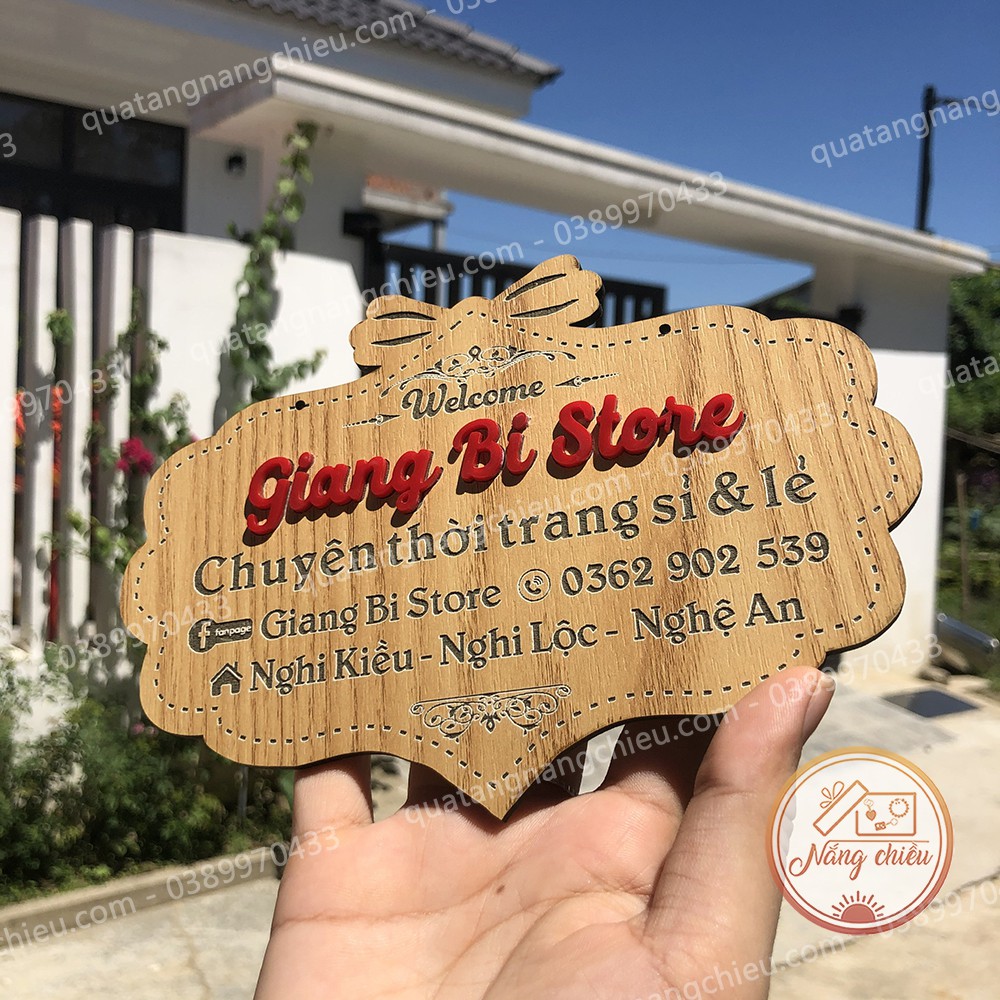 Welcome
Giang Bi Store
Chuyên thời trang sỉ & lẻ
f fanpage Giang Bi Store 0362 902 539
Nghi Kiều - Nghi Lộc - Nghệ An
Nắng chiều
quatangnangchieu.com - 0389970433